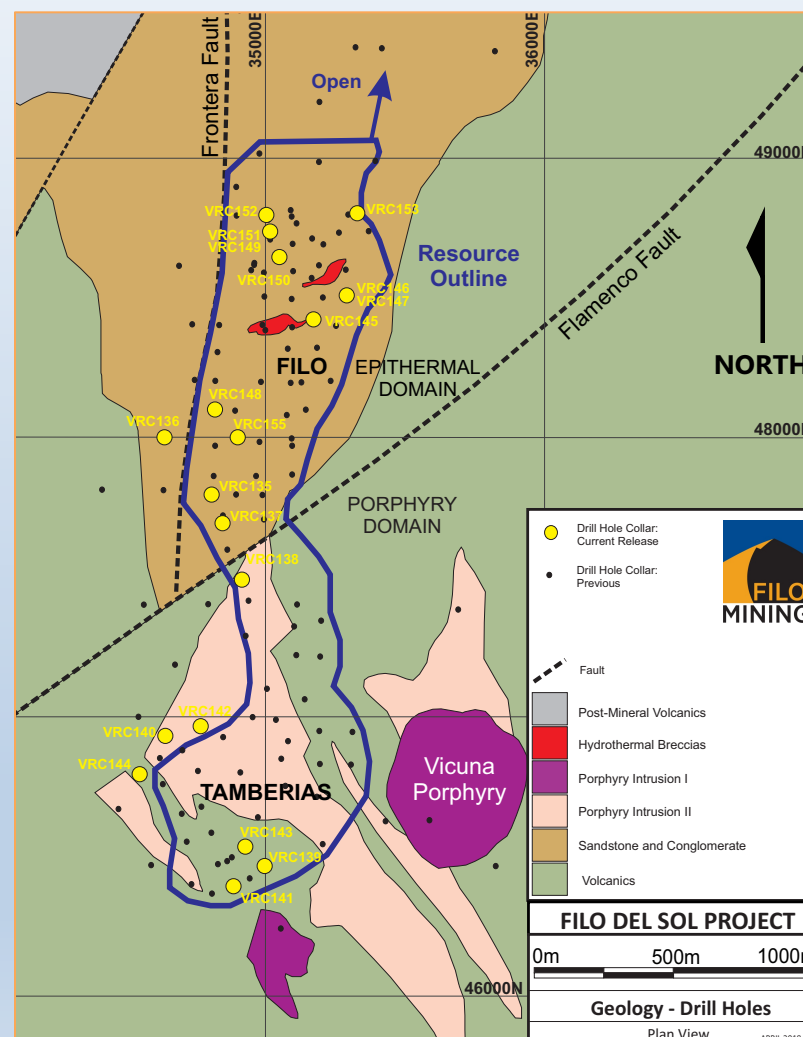 35000E
36000E
Frontera Fault
Open
49000N
VRC152
VRC153
VRC151
VRC149
Resource
Outline
VRC150
VRC146
VRC147
Flamenco Fault
VRC145
FILO
EPITHERMAL
DOMAIN
NORTH
VRC148
VRC136
VRC155
48000N
VRC135
PORPHYRY
DOMAIN
VRC137
VRC138
Drill Hole Collar:
Current Release
Drill Hole Collar:
Previous
FILO
MINING
Fault
Post-Mineral Volcanics
Hydrothermal Breccias
Porphyry Intrusion I
Porphyry Intrusion II
Sandstone and Conglomerate
Volcanics
VRC142
VRC140
VRC144
Vicuna
Porphyry
TAMBERIAS
VRC143
VRC139
VRC141
46000N
FILO DEL SOL PROJECT
0m 500m 1000m
Geology - Drill Holes
Plan View